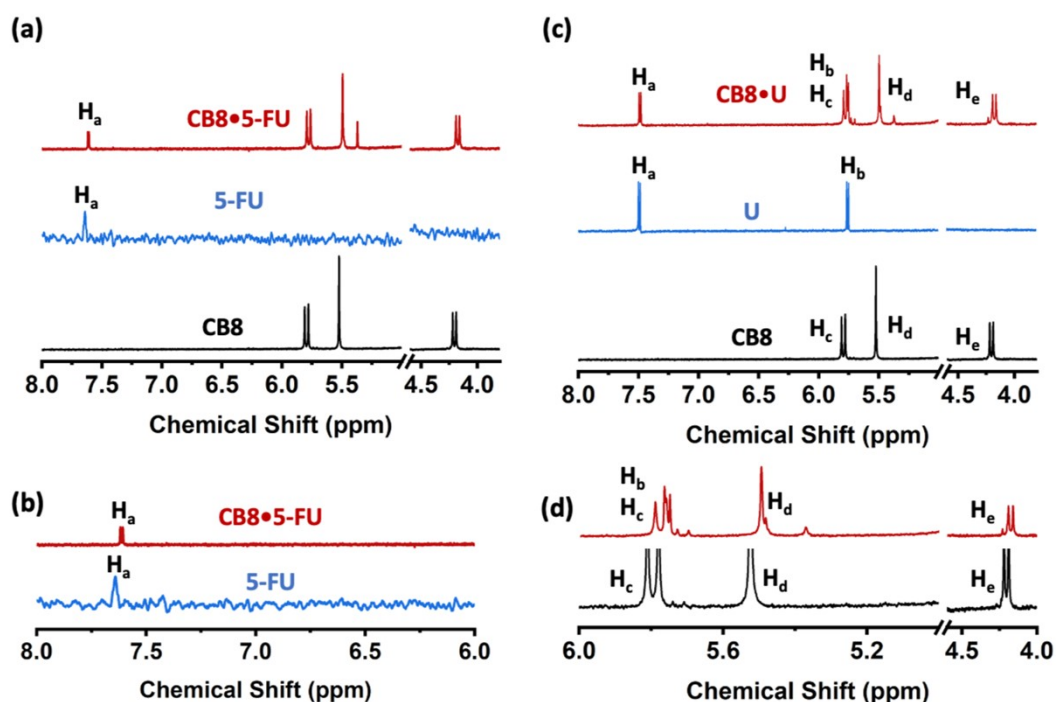 (a)
Ha
CB8•5-FU
Ha
5-FU
CB8
8.0 7.5 7.0 6.5 6.0 5.5 4.5 4.0
Chemical Shift (ppm)
(b)
Ha
CB8•5-FU
Ha
5-FU
8.0 7.5 7.0 6.5 6.0
Chemical Shift (ppm)
(c)
Ha
CB8•U
Hb
Hc
Hd
He
Ha
U
Hb
CB8
Hc
Hd
He
8.0 7.5 7.0 6.5 6.0 5.5 4.5 4.0
Chemical Shift (ppm)
(d)
Hb
Hc
Hd
He
Hc
Hd
He
6.0 5.6 5.2 4.5 4.0
Chemical Shift (ppm)